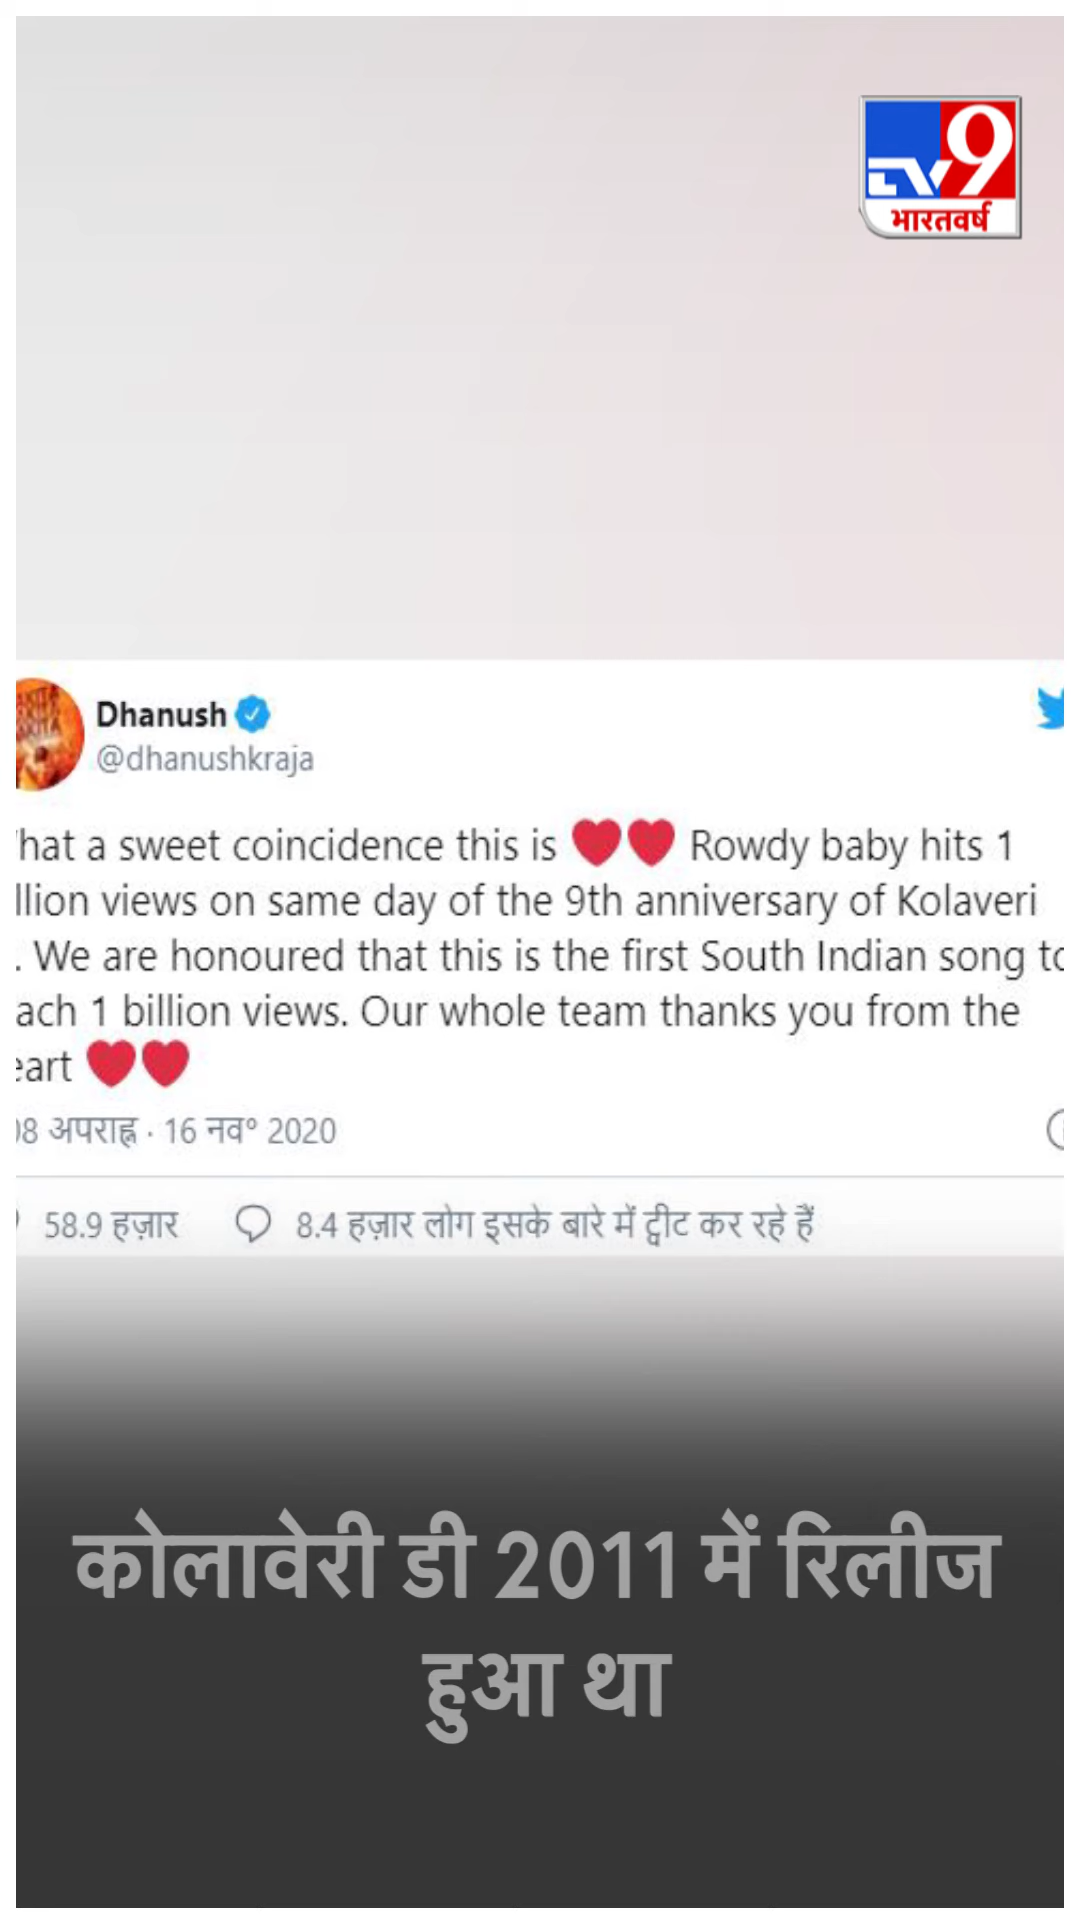 TV9
भारतवर्ष
Dhanush
@dhanushkraja
hat a sweet coincidence this is ❤❤ Rowdy baby hits 1
llion views on same day of the 9th anniversary of Kolaveri
. We are honoured that this is the first South Indian song to
ach 1 billion views. Our whole team thanks you from the
eart ❤❤
08 अपराह्न · 16 नव॰ 2020
58.9 हज़ार 8.4 हज़ार लोग इसके बारे में ट्वीट कर रहे हैं
कोलावेरी डी 2011 में रिलीज
हुआ था